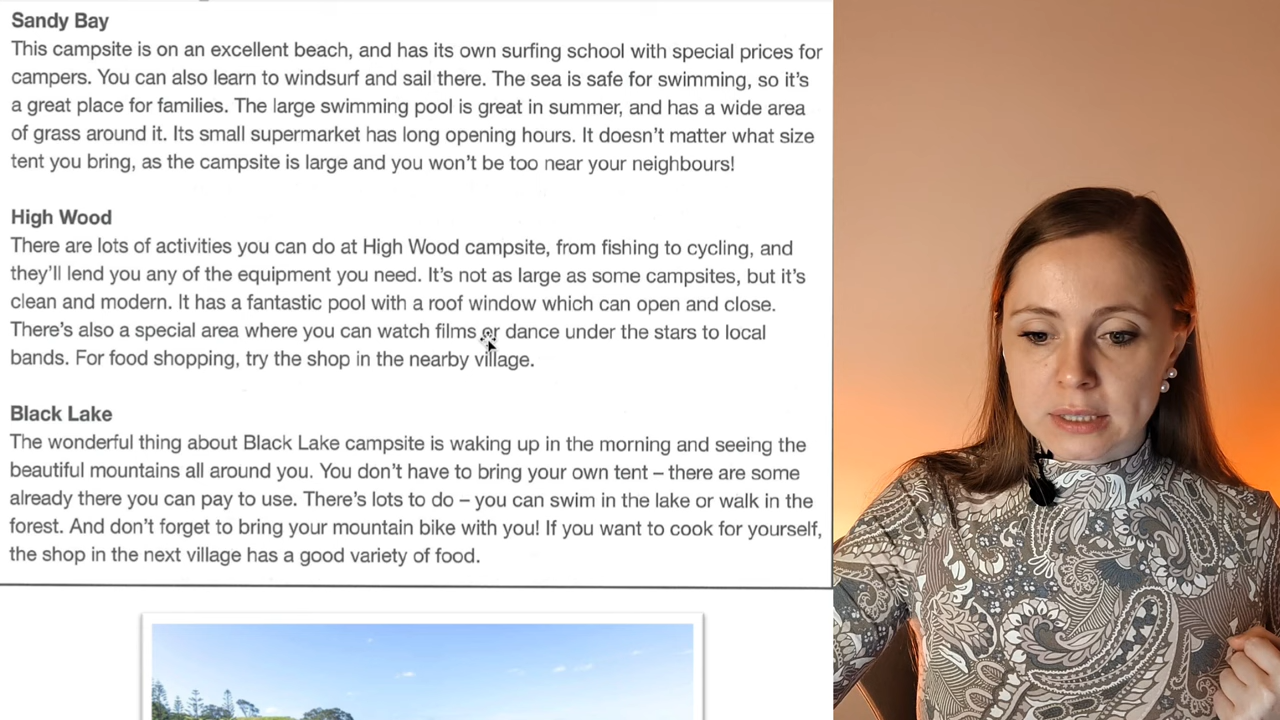 Sandy Bay
This campsite is on an excellent beach, and has its own surfing school with special prices for
campers. You can also learn to windsurf and sail there. The sea is safe for swimming, so it's
a great place for families. The large swimming pool is great in summer, and has a wide area
of grass around it. Its small supermarket has long opening hours. It doesn't matter what size
tent you bring, as the campsite is large and you won't be too near your neighbours!
High Wood
There are lots of activities you can do at High Wood campsite, from fishing to cycling, and
they'll lend you any of the equipment you need. It's not as large as some campsites, but it's
clean and modern. It has a fantastic pool with a roof window which can open and close.
There's also a special area where you can watch films or dance under the stars to local
bands. For food shopping, try the shop in the nearby village.
Black Lake
The wonderful thing about Black Lake campsite is waking up in the morning and seeing the
beautiful mountains all around you. You don't have to bring your own tent – there are some
already there you can pay to use. There's lots to do – you can swim in the lake or walk in the
forest. And don't forget to bring your mountain bike with you! If you want to cook for yourself,
the shop in the next village has a good variety of food.